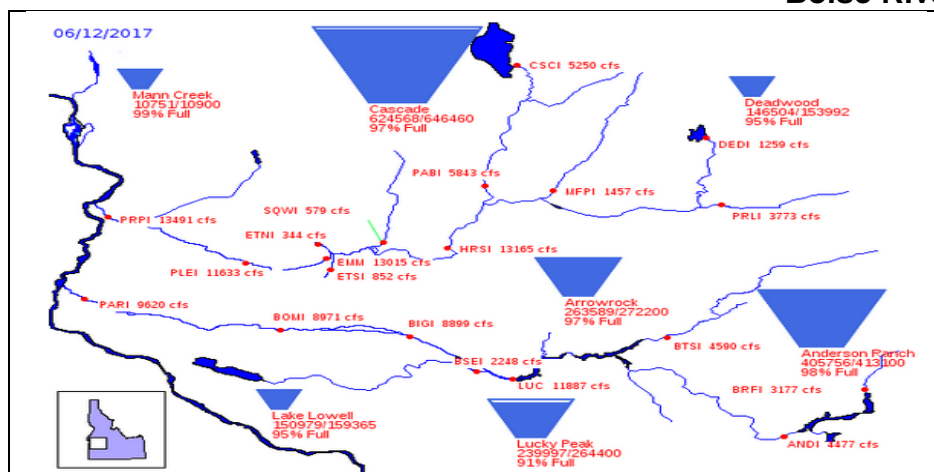 06/12/2017
CSCI 5250 cfs
Mann Creek
10751/10900
99% Full
Cascade
624568/646460
97% Full
Deadwood
146504/153992
95% Full
DEDI 1259 cfs
PABI 5843 cfs
MFPI 1457 cfs
PRLI 3773 cfs
SQWI 579 cfs
PRPI 13491 cfs
ETNI 344 cfs
HRSI 13165 cfs
EMM 13015 cfs
PLEI 11633 cfs
ETSI 852 cfs
PARI 9620 cfs
Arrowrock
263589/272200
97% Full
BOMI 8971 cfs
BIGI 8899 cfs
BTSI 4590 cfs
Anderson Ranch
405756/413100
98% Full
BSEI 2248 cfs
LUC 11887 cfs
BRFI 3177 cfs
Lake Lowell
150979/159365
95% Full
Lucky Peak
239997/264400
91% Full
ANDI 4477 cfs